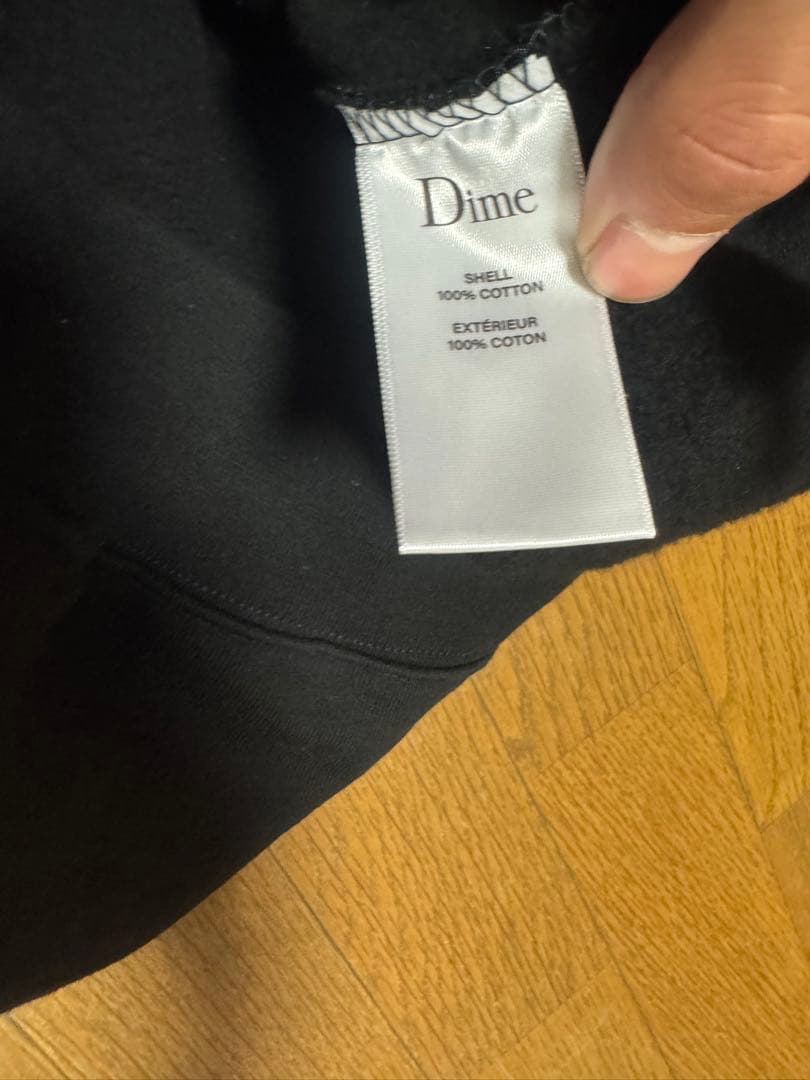 Dime
SHELL
100% COTTON
EXTÉRIEUR
100% COTON